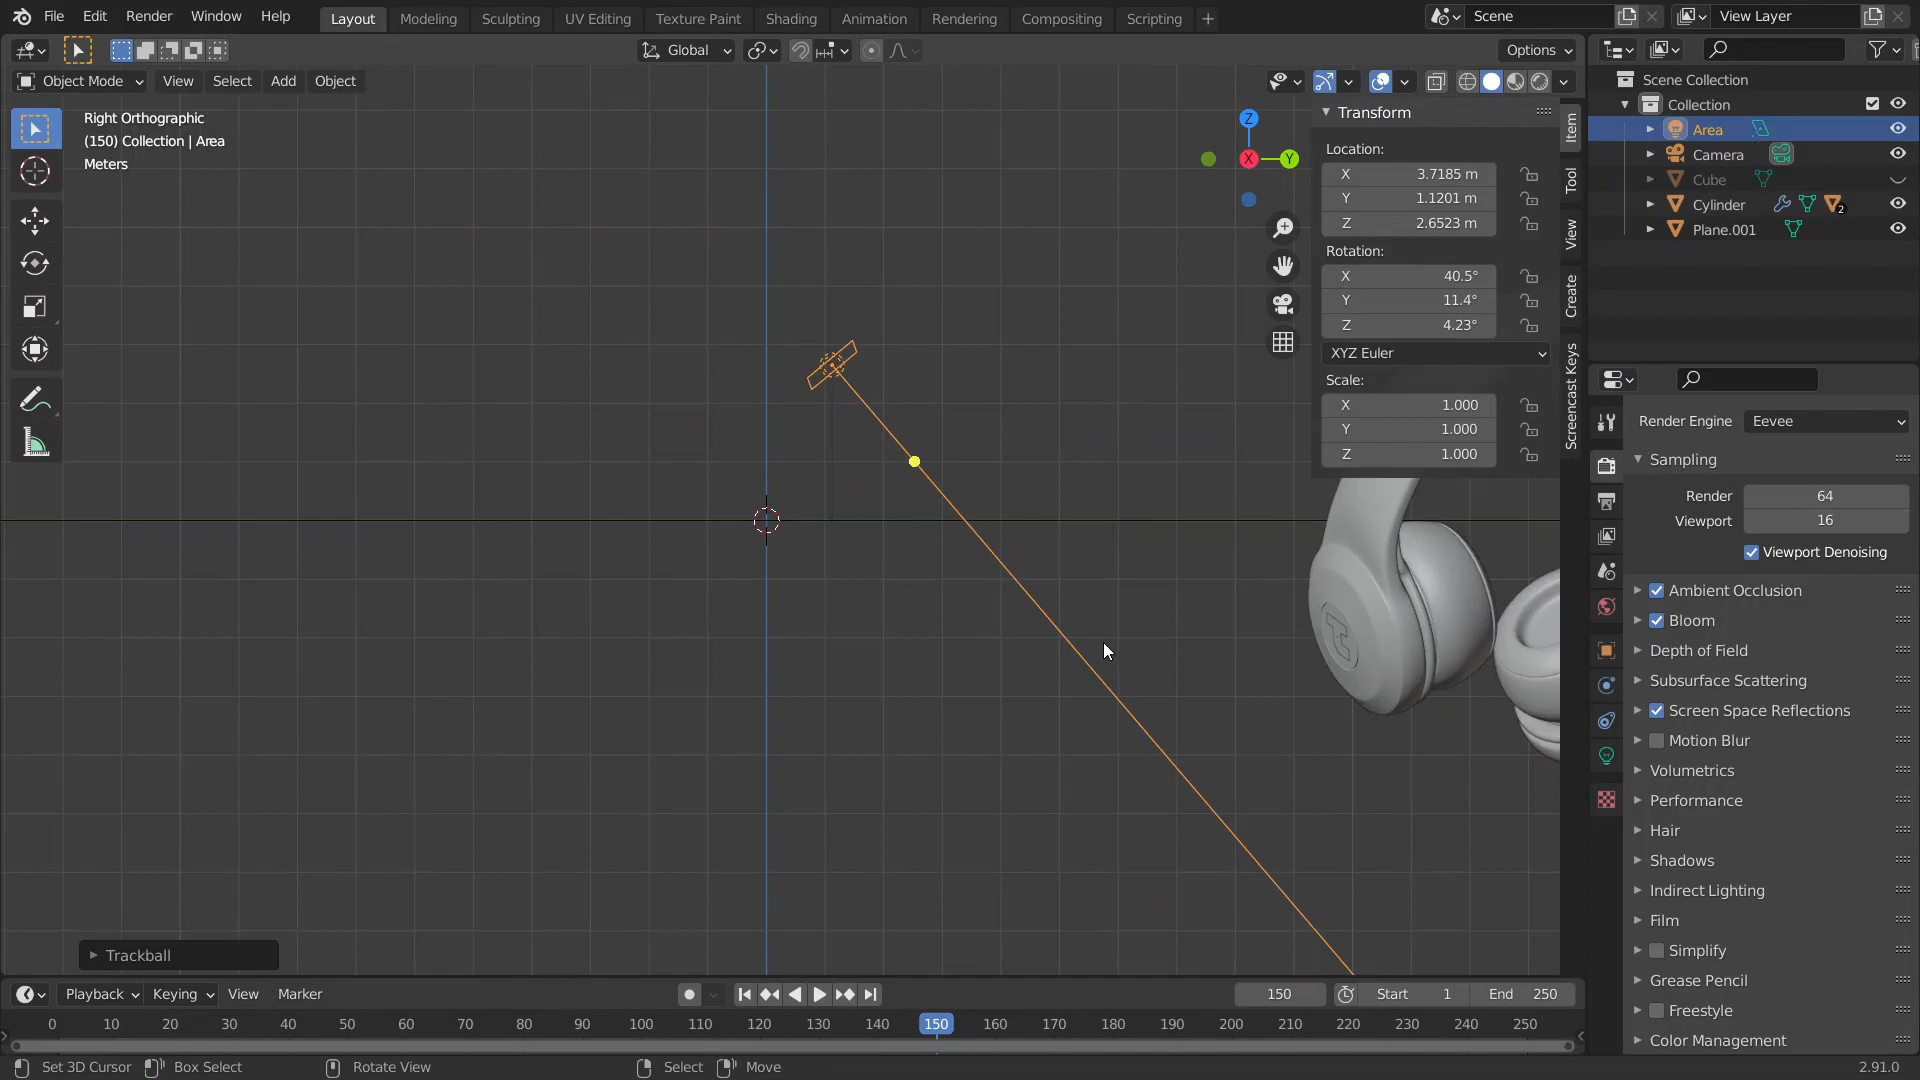 File Edit Render Window Help Layout Modeling Sculpting UV Editing Texture Paint Shading Animation Rendering Compositing Scripting + Scene View Layer
Global Options
Object Mode View Select Add Object
Right Orthographic
(150) Collection | Area
Meters
Z
X
Y
Transform
Location:
X 3.7185 m
Y 1.1201 m
Z 2.6523 m
Rotation:
X 40.5°
Y 11.4°
Z 4.23°
XYZ Euler
Scale:
X 1.000
Y 1.000
Z 1.000
Item
Tool
View
Create
Screencast Keys
Scene Collection
Collection
Area
Camera
Cube
Cylinder 2
Plane.001
Render Engine Eevee
Sampling
Render 64
Viewport 16
Viewport Denoising
Ambient Occlusion
Bloom
Depth of Field
Subsurface Scattering
Screen Space Reflections
Motion Blur
Volumetrics
Performance
Hair
Shadows
Indirect Lighting
Film
Simplify
Grease Pencil
Freestyle
Color Management
Trackball
Playback Keying View Marker 150 Start 1 End 250
0 10 20 30 40 50 60 70 80 90 100 110 120 130 140 150 160 170 180 190 200 210 220 230 240 250
Set 3D Cursor Box Select Rotate View Select Move 2.91.0